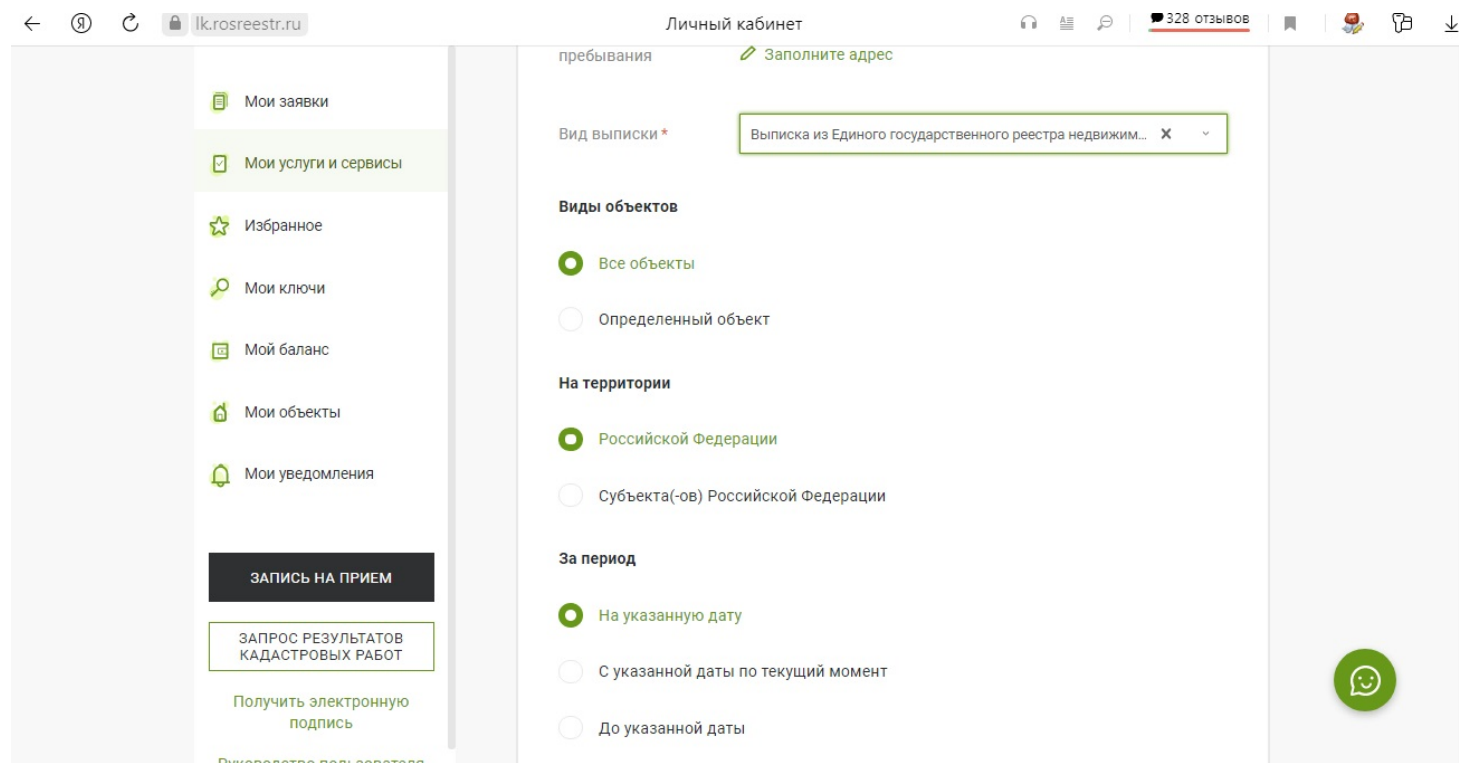 lk.rosreestr.ru
Личный кабинет
328 отзывов
Мои заявки
Мои услуги и сервисы
Избранное
Мои ключи
Мой баланс
Мои объекты
Мои уведомления
ЗАПИСЬ НА ПРИЕМ
ЗАПРОС РЕЗУЛЬТАТОВ
КАДАСТРОВЫХ РАБОТ
Получить электронную
подпись
Руководство пользователя
пребывания
Заполните адрес
Вид выписки *
Выписка из Единого государственного реестра недвижим...
Виды объектов
Все объекты
Определенный объект
На территории
Российской Федерации
Субъекта(-ов) Российской Федерации
За период
На указанную дату
С указанной даты по текущий момент
До указанной даты